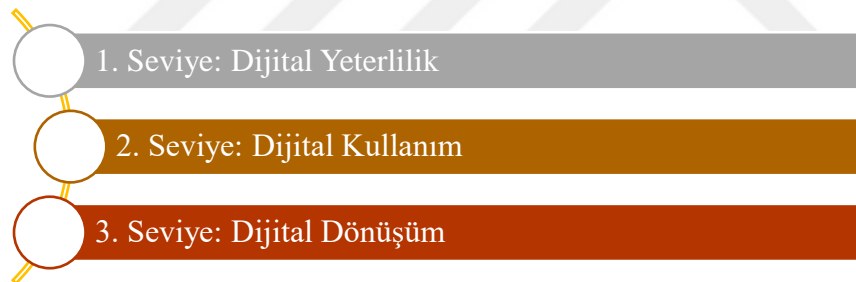 1. Seviye: Dijital Yeterlilik
2. Seviye: Dijital Kullanım
3. Seviye: Dijital Dönüşüm